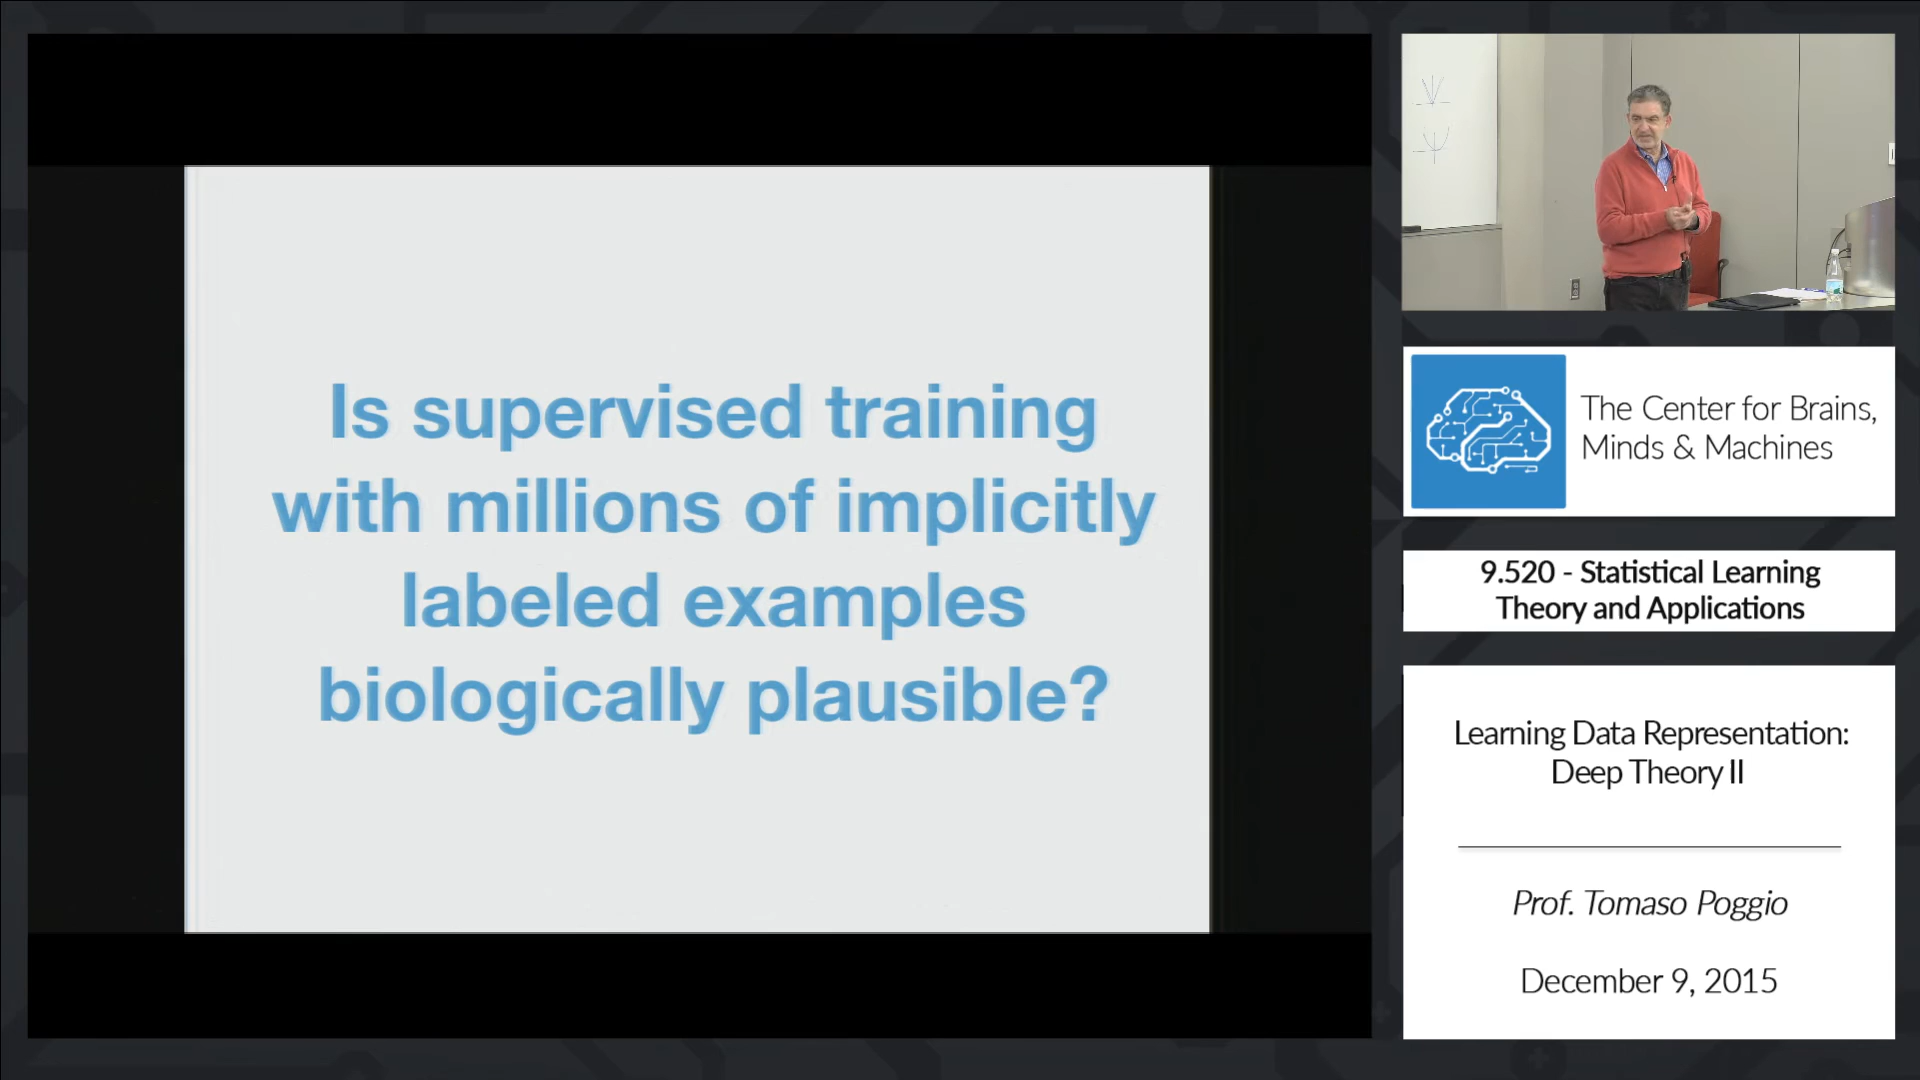 Is supervised training
with millions of implicitly
labeled examples
biologically plausible?
The Center for Brains,
Minds & Machines
9.520 - Statistical Learning
Theory and Applications
Learning Data Representation:
Deep Theory II
Prof. Tomaso Poggio
December 9, 2015